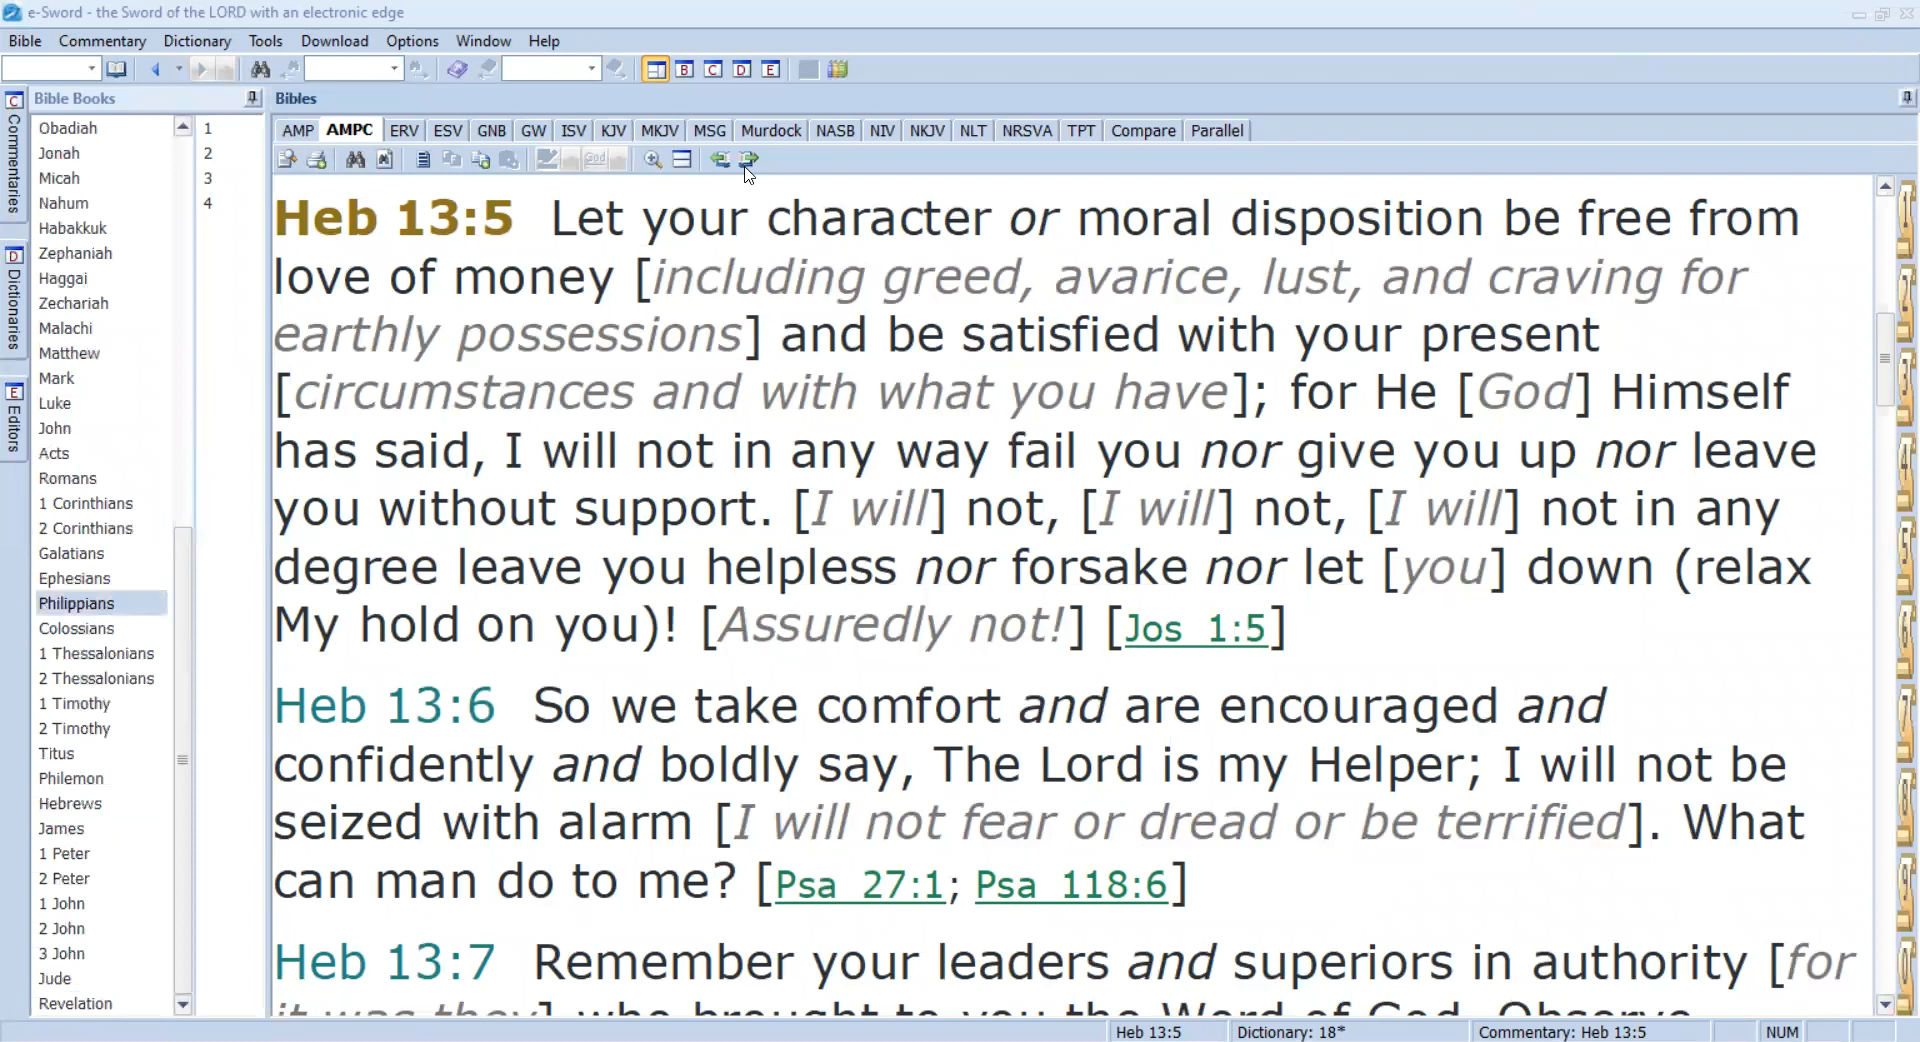 e-Sword - the Sword of the LORD with an electronic edge
Bible Commentary Dictionary Tools Download Options Window Help
B C D E
Bible Books
Bibles
C Commentaries
D Dictionaries
E Editors
AMP AMPC ERV ESV GNB GW ISV KJV MKJV MSG Murdock NASB NIV NKJV NLT NRSVA TPT Compare Parallel
God
Obadiah
Jonah
Micah
Nahum
Habakkuk
Zephaniah
Haggai
Zechariah
Malachi
Matthew
Mark
Luke
John
Acts
Romans
1 Corinthians
2 Corinthians
Galatians
Ephesians
Philippians
Colossians
1 Thessalonians
2 Thessalonians
1 Timothy
2 Timothy
Titus
Philemon
Hebrews
James
1 Peter
2 Peter
1 John
2 John
3 John
Jude
Revelation
1
2
3
4
Heb 13:5 Let your character or moral disposition be free from
love of money [including greed, avarice, lust, and craving for
earthly possessions] and be satisfied with your present
[circumstances and with what you have]; for He [God] Himself
has said, I will not in any way fail you nor give you up nor leave
you without support. [I will] not, [I will] not, [I will] not in any
degree leave you helpless nor forsake nor let [you] down (relax
My hold on you)! [Assuredly not!] [Jos 1:5]
Heb 13:6 So we take comfort and are encouraged and
confidently and boldly say, The Lord is my Helper; I will not be
seized with alarm [I will not fear or dread or be terrified]. What
can man do to me? [Psa 27:1; Psa 118:6]
Heb 13:7 Remember your leaders and superiors in authority [for
it was they] who brought to you the Word of God. Observe
Heb 13:5 Dictionary: 18* Commentary: Heb 13:5 NUM